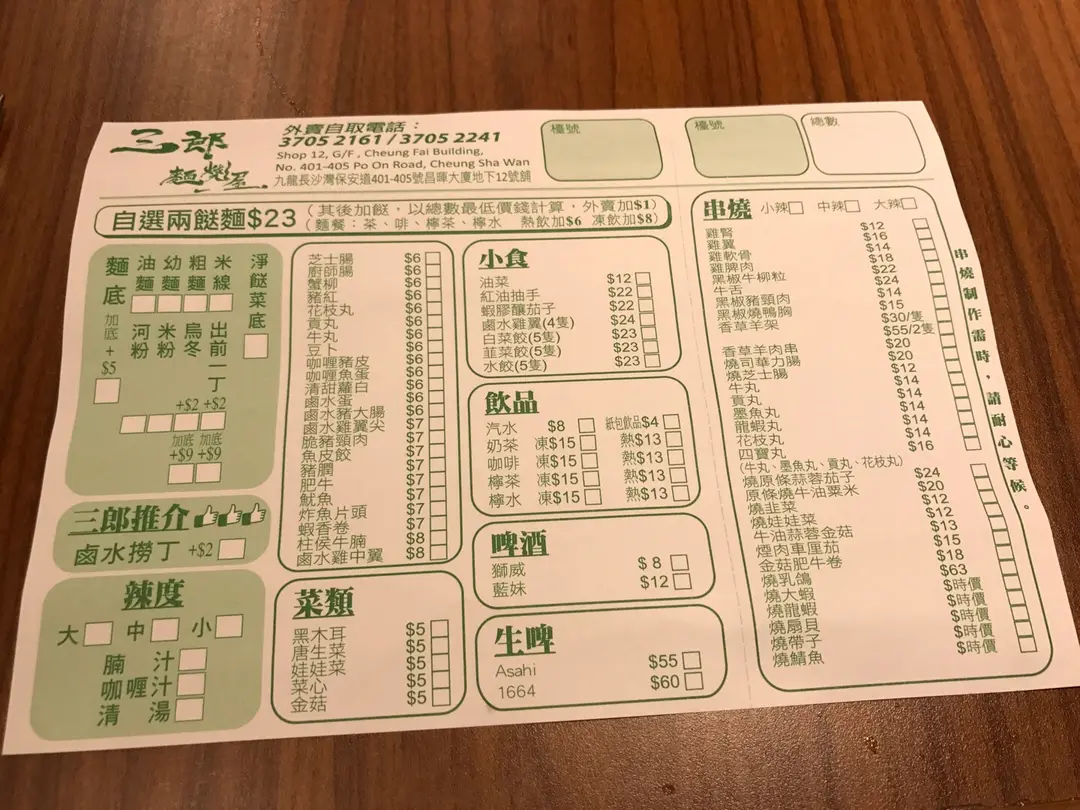 三郎
麵燃屋
外賣自取電話：
3705 2161 / 3705 2241
Shop 12, G/F , Cheung Fai Building,
No. 401-405 Po On Road, Cheung Sha Wan
九龍長沙灣保安道401-405號昌暉大廈地下12號舖
檯號
檯號
總數
自選兩餸麵$23
(其後加餸，以總數最低價錢計算，外賣加$1)
(麵餐：茶、啡、檸茶、檸水 熱飲加$6 凍飲加$8)
麵底
加底+$5
油麵 幼麵 粗麵 米線
河粉 米粉 烏冬 出前一丁
+$2 +$2
加底 加底
+$9 +$9
淨餸菜底
三郎推介
鹵水撈丁 +$2
辣度
大 中 小
腩汁
咖喱汁
清湯
芝士腸 $6
廚師腸 $6
蟹柳 $6
豬紅 $6
花枝丸 $6
貢丸 $6
牛丸 $6
豆卜 $6
咖喱豬皮 $6
咖喱魚蛋 $6
清甜蘿白 $6
鹵水蛋 $6
鹵水豬大腸 $6
鹵水雞翼尖 $7
脆豬頸肉 $7
魚皮餃 $7
豬膶 $7
肥牛 $7
魷魚 $7
炸魚片頭 $7
蝦香卷 $7
柱侯牛腩 $8
鹵水雞中翼 $8
菜類
黑木耳 $5
唐生菜 $5
娃娃菜 $5
菜心 $5
金菇 $5
小食
油菜 $12
紅油抽手 $22
蝦膠釀茄子 $22
鹵水雞翼(4隻) $24
白菜餃(5隻) $23
韮菜餃(5隻) $23
水餃(5隻) $23
飲品
汽水 $8 紙包飲品$4
奶茶 凍$15 熱$13
咖啡 凍$15 熱$13
檸茶 凍$15 熱$13
檸水 凍$15 熱$13
啤酒
獅威 $8
藍妹 $12
生啤
Asahi $55
1664 $60
串燒 小辣 中辣 大辣
雞腎 $12
雞翼 $16
雞軟骨 $14
雞脾肉 $18
黑椒牛柳粒 $22
牛舌 $24
黑椒豬頸肉 $14
黑椒燒鴨胸 $15
香草羊架 $30/隻
$55/2隻
香草羊肉串 $20
燒司華力腸 $20
燒芝士腸 $12
牛丸 $14
貢丸 $14
墨魚丸 $14
龍蝦丸 $14
花枝丸 $14
四寶丸 $16
(牛丸、墨魚丸、貢丸、花枝丸)
燒原條蒜蓉茄子 $24
原條燒牛油粟米 $20
燒韭菜 $12
燒娃娃菜 $12
牛油蒜蓉金菇 $13
煙肉車厘茄 $15
金菇肥牛卷 $18
燒乳鴿 $63
燒大蝦 $時價
燒龍蝦 $時價
燒扇貝 $時價
燒帶子 $時價
燒鯖魚 $時價
串燒制作需時，請耐心等候。